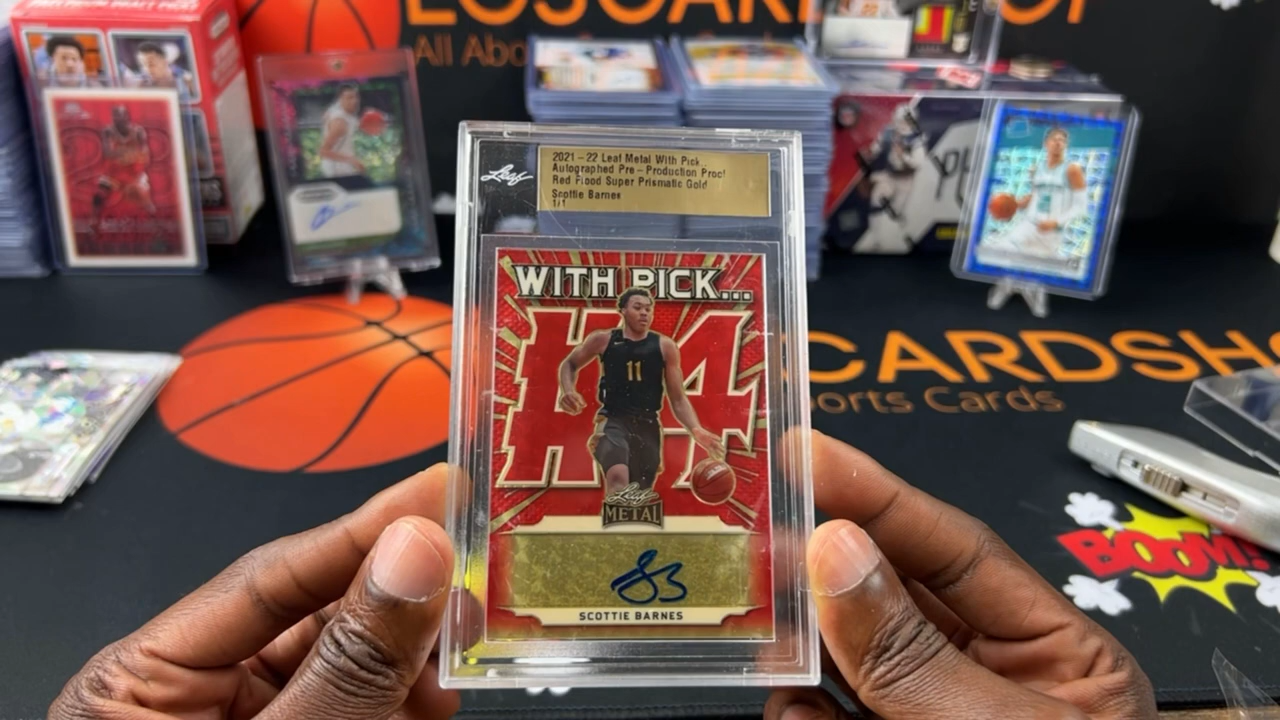 All Abo
Leaf
2021 - 22 Leaf Metal With Pick..
Autographed Pre - Production Proof
Red Flood Super Prismatic Gold
Scottie Barnes
1/1
WITH PICK...
#4
11
Leaf
METAL
SCOTTIE BARNES
CARDSH
orts Cards
BOOM!